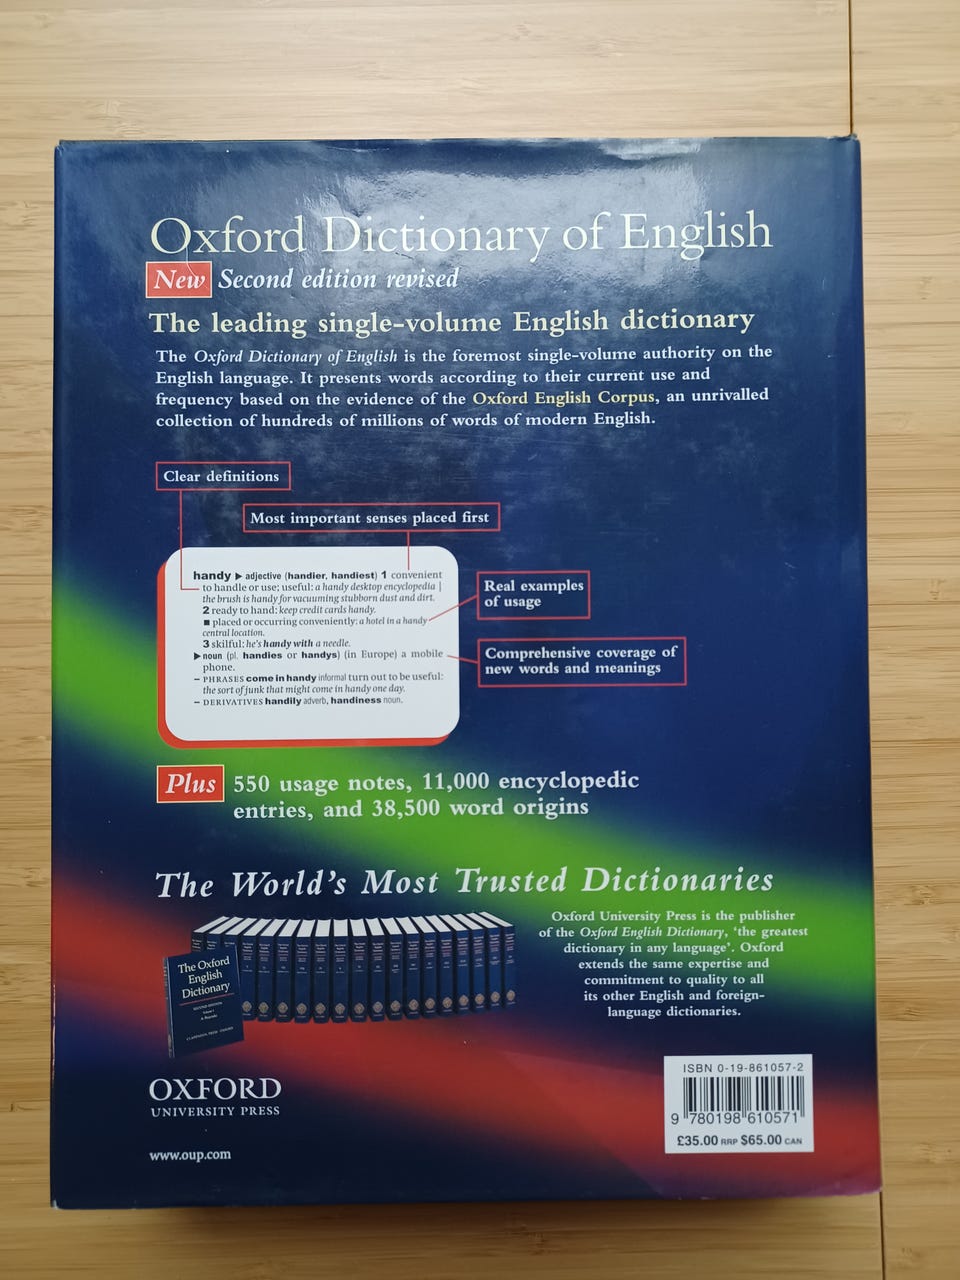 Oxford Dictionary of English
New Second edition revised
The leading single-volume English dictionary
The Oxford Dictionary of English is the foremost single-volume authority on the
English language. It presents words according to their current use and
frequency based on the evidence of the Oxford English Corpus, an unrivalled
collection of hundreds of millions of words of modern English.
Clear definitions
Most important senses placed first
handy ▶ adjective (handier, handiest) 1 convenient
to handle or use; useful: a handy desktop encyclopedia |
the brush is handy for vacuuming stubborn dust and dirt.
2 ready to hand: keep credit cards handy.
■ placed or occurring conveniently: a hotel in a handy
central location.
3 skilful: he's handy with a needle.
▶ noun (pl. handies or handys) (in Europe) a mobile
phone.
– PHRASES come in handy informal turn out to be useful:
the sort of junk that might come in handy one day.
– DERIVATIVES handily adverb, handiness noun.
Real examples
of usage
Comprehensive coverage of
new words and meanings
Plus 550 usage notes, 11,000 encyclopedic
entries, and 38,500 word origins
The World's Most Trusted Dictionaries
The Oxford
English
Dictionary
SECOND EDITION
CLARENDON PRESS · OXFORD
Oxford University Press is the publisher
of the Oxford English Dictionary, 'the greatest
dictionary in any language'. Oxford
extends the same expertise and
commitment to quality to all
its other English and foreign-
language dictionaries.
OXFORD
UNIVERSITY PRESS
www.oup.com
ISBN 0-19-861057-2
9 780198 610571
£35.00 RRP $65.00 CAN